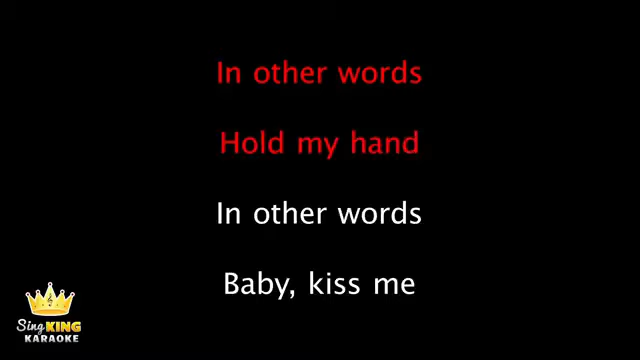 In other words
Hold my hand
In other words
Baby, kiss me
Sing KING
KARAOKE